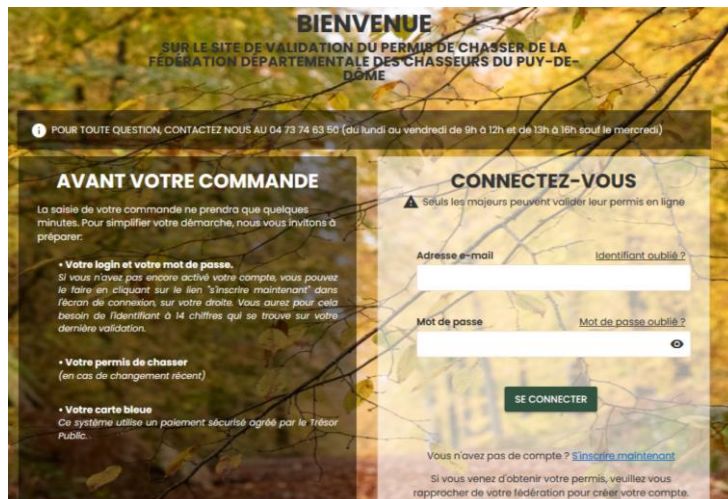 BIENVENUE
SUR LE SITE DE VALIDATION DU PERMIS DE CHASSER DE LA
FÉDÉRATION DÉPARTEMENTALE DES CHASSEURS DU PUY-DE-
DÔME
POUR TOUTE QUESTION, CONTACTEZ NOUS AU 04 73 74 63 50 (du lundi au vendredi de 9h à 12h et de 13h à 16h sauf le mercredi)
AVANT VOTRE COMMANDE
La saisie de votre commande ne prendra que quelques
minutes. Pour simplifier votre démarche, nous vous invitons à
préparer:
• Votre login et votre mot de passe.
Si vous n'avez pas encore activé votre compte, vous pouvez
le faire en cliquant sur le lien "s'inscrire maintenant" dans
l'écran de connexion, sur votre droite. Vous aurez pour cela
besoin de l'identifiant à 14 chiffres qui se trouve sur votre
dernière validation.
• Votre permis de chasser
(en cas de changement récent)
• Votre carte bleue
Ce système utilise un paiement sécurisé agréé par le Trésor
Public.
CONNECTEZ-VOUS
Seuls les majeurs peuvent valider leur permis en ligne
Adresse e-mail Identifiant oublié ?
Mot de passe Mot de passe oublié ?
SE CONNECTER
Vous n'avez pas de compte ? S'inscrire maintenant
Si vous venez d'obtenir votre permis, veuillez vous
rapprocher de votre fédération pour créer votre compte.